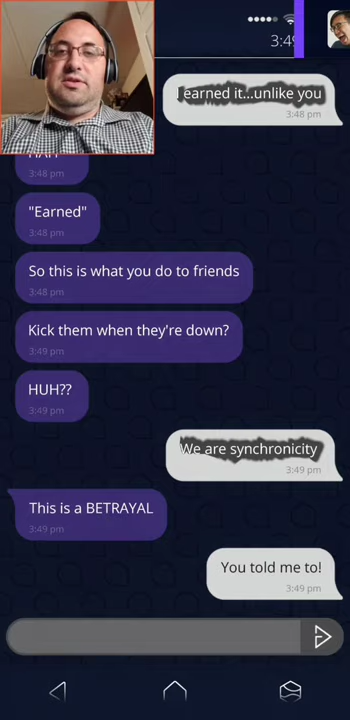 3:49
I earned it...unlike you
3:48 pm
3:48 pm
"Earned"
3:48 pm
So this is what you do to friends
3:48 pm
Kick them when they're down?
3:49 pm
HUH??
3:49 pm
We are synchronicity
3:49 pm
This is a BETRAYAL
3:49 pm
You told me to!
3:49 pm